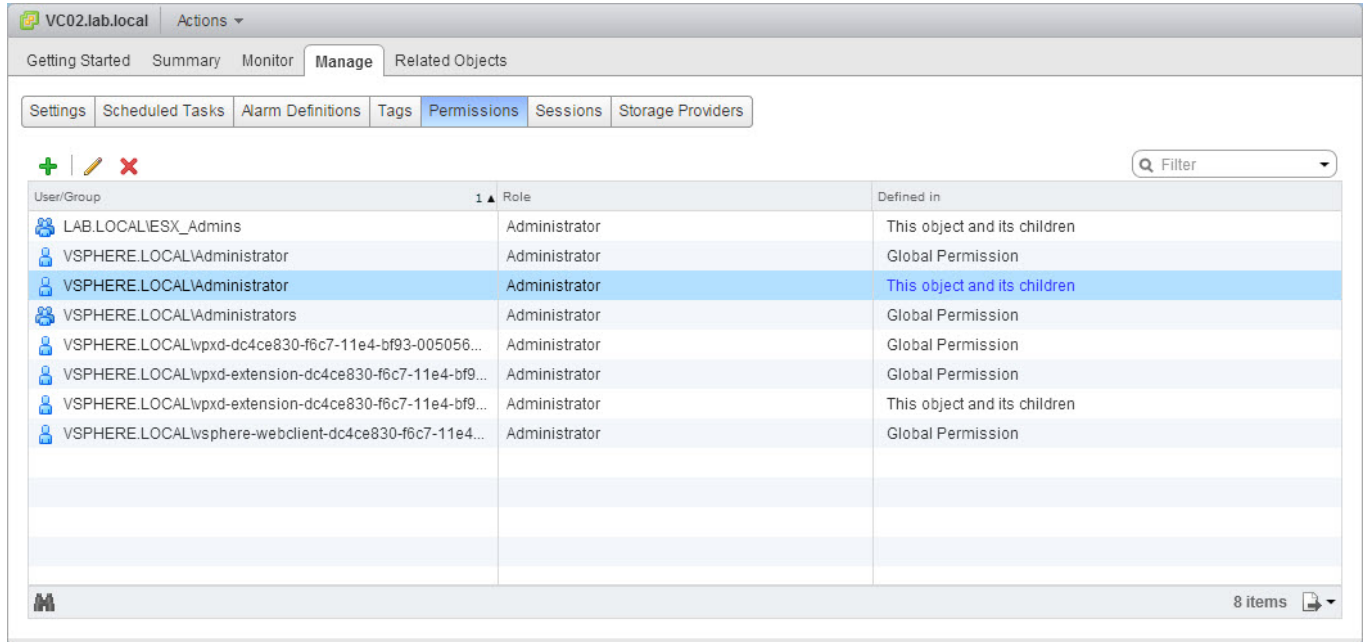 VC02.lab.local Actions
Getting Started Summary Monitor Manage Related Objects
Settings Scheduled Tasks Alarm Definitions Tags Permissions Sessions Storage Providers
Filter
User/Group 1 Role Defined in
LAB.LOCAL\ESX_Admins Administrator This object and its children
VSPHERE.LOCAL\Administrator Administrator Global Permission
VSPHERE.LOCAL\Administrator Administrator This object and its children
VSPHERE.LOCAL\Administrators Administrator Global Permission
VSPHERE.LOCAL\vpxd-dc4ce830-f6c7-11e4-bf93-005056... Administrator Global Permission
VSPHERE.LOCAL\vpxd-extension-dc4ce830-f6c7-11e4-bf9... Administrator Global Permission
VSPHERE.LOCAL\vpxd-extension-dc4ce830-f6c7-11e4-bf9... Administrator This object and its children
VSPHERE.LOCAL\vsphere-webclient-dc4ce830-f6c7-11e4... Administrator Global Permission
8 items